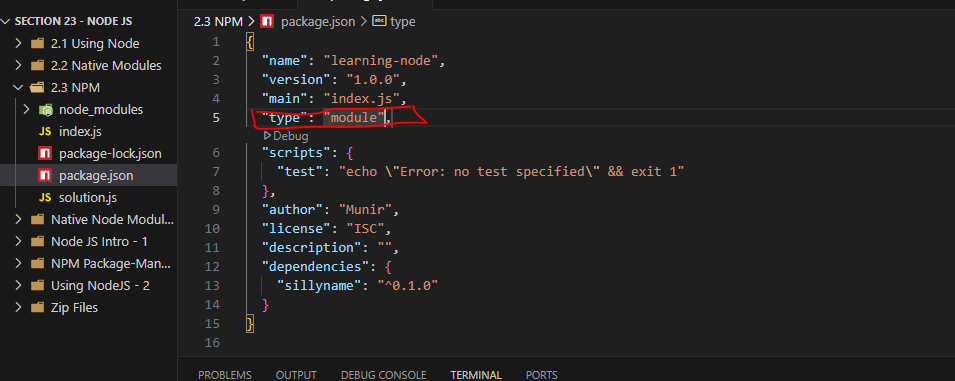 SECTION 23 - NODE JS
2.1 Using Node
2.2 Native Modules
2.3 NPM
node_modules
JS index.js
package-lock.json
package.json
JS solution.js
Native Node Modul...
Node JS Intro - 1
NPM Package-Man...
Using NodeJS - 2
Zip Files
2.3 NPM > package.json > abc type
1 {
2 "name": "learning-node",
3 "version": "1.0.0",
4 "main": "index.js",
5 "type": "module",
Debug
6 "scripts": {
7 "test": "echo \"Error: no test specified\" && exit 1"
8 },
9 "author": "Munir",
10 "license": "ISC",
11 "description": "",
12 "dependencies": {
13 "sillyname": "^0.1.0"
14 }
15 }
16
PROBLEMS OUTPUT DEBUG CONSOLE TERMINAL PORTS